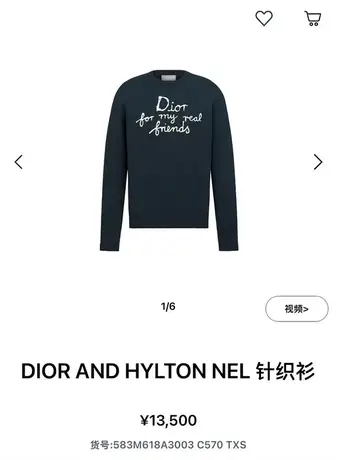 Dior
for my real
friends
1/6
视频>
DIOR AND HYLTON NEL 针织衫
¥13,500
货号:583M618A3003 C570 TXS